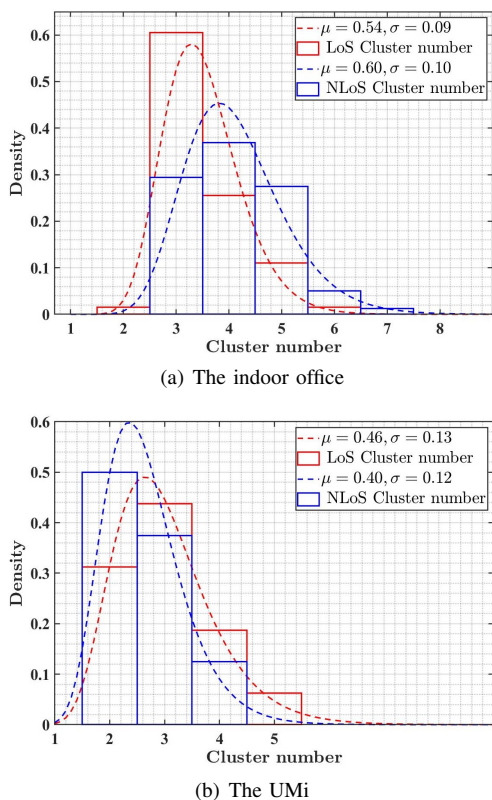 μ = 0.54, σ = 0.09
LoS Cluster number
μ = 0.60, σ = 0.10
NLoS Cluster number
Density
0.6
0.5
0.4
0.3
0.2
0.1
0
1 2 3 4 5 6 7 8
Cluster number
(a) The indoor office
μ = 0.46, σ = 0.13
LoS Cluster number
μ = 0.40, σ = 0.12
NLoS Cluster number
Density
0.6
0.5
0.4
0.3
0.2
0.1
0
1 2 3 4 5
Cluster number
(b) The UMi